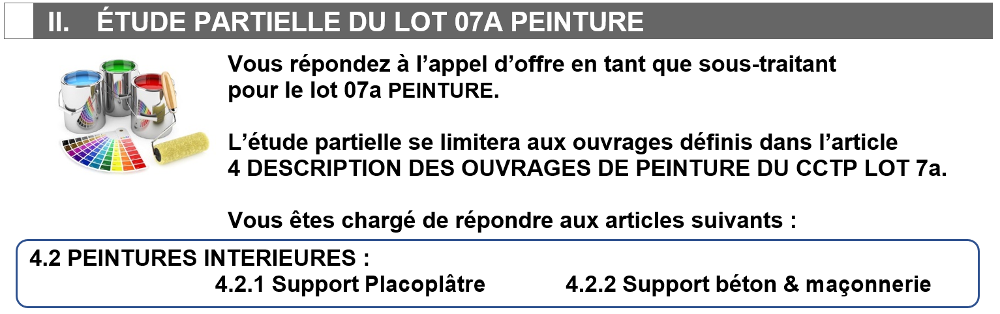 II. ÉTUDE PARTIELLE DU LOT 07A PEINTURE
Vous répondez à l’appel d’offre en tant que sous-traitant
pour le lot 07a PEINTURE.
L’étude partielle se limitera aux ouvrages définis dans l’article
4 DESCRIPTION DES OUVRAGES DE PEINTURE DU CCTP LOT 7a.
Vous êtes chargé de répondre aux articles suivants :
4.2 PEINTURES INTERIEURES :
4.2.1 Support Placoplâtre 4.2.2 Support béton & maçonnerie